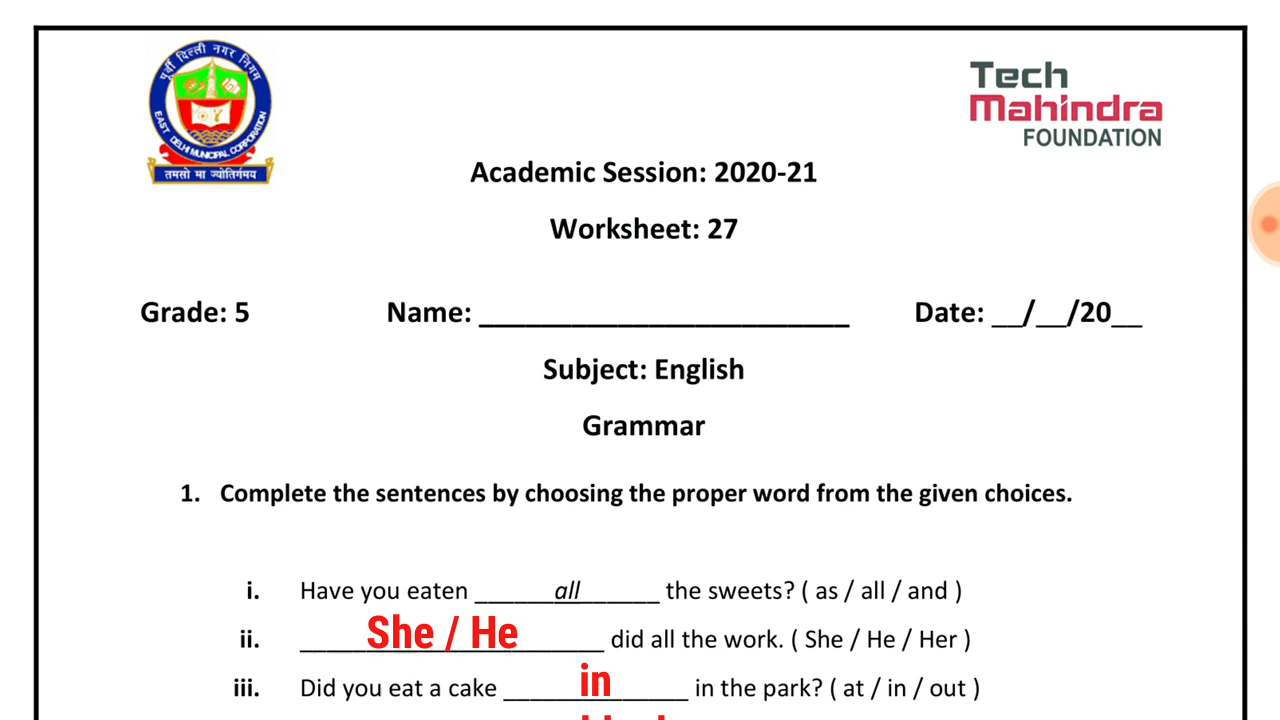 पूर्वी दिल्ली नगर निगम
EAST DELHI MUNICIPAL CORPORATION
तमसो मा ज्योतिर्गमय
Tech
Mahindra
FOUNDATION
Academic Session: 2020-21
Worksheet: 27
Grade: 5 Name: ________________________ Date: __/__/20__
Subject: English
Grammar
1. Complete the sentences by choosing the proper word from the given choices.
i. Have you eaten ______all______ the sweets? ( as / all / and )
ii. She / He did all the work. ( She / He / Her )
iii. Did you eat a cake in in the park? ( at / in / out )